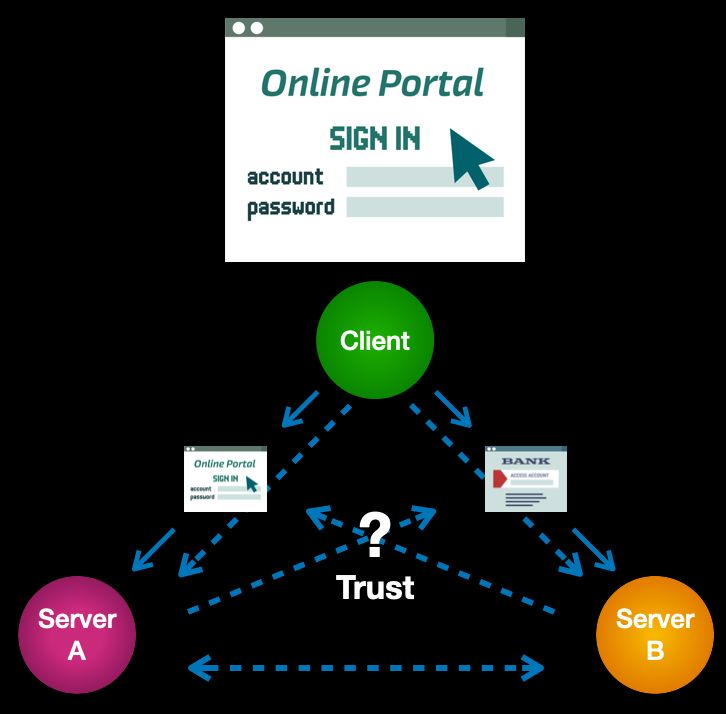 Online Portal
SIGN IN
account
password
Client
Online Portal
SIGN IN
account
password
BANK
ACCESS ACCOUNT
?
Trust
Server
A
Server
B